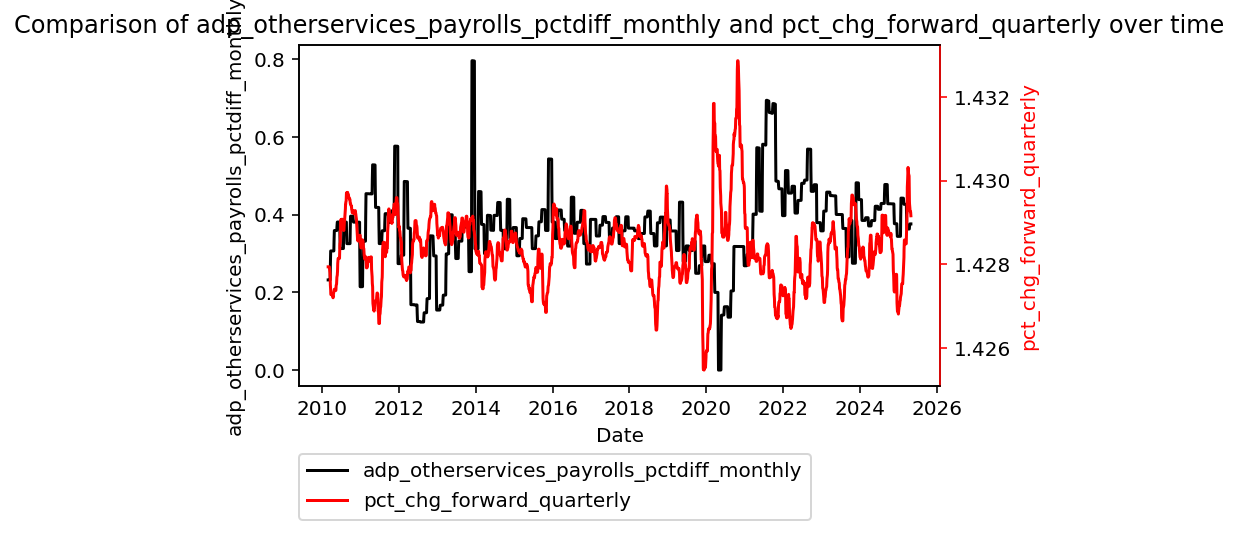 Comparison of adp_otherservices_payrolls_pctdiff_monthly and pct_chg_forward_quarterly over time
adp_otherservices_payrolls_pctdiff_monthly
0.8
0.6
0.4
0.2
0.0
1.432
1.430
1.428
1.426
pct_chg_forward_quarterly
2010 2012 2014 2016 2018 2020 2022 2024 2026
Date
adp_otherservices_payrolls_pctdiff_monthly
pct_chg_forward_quarterly